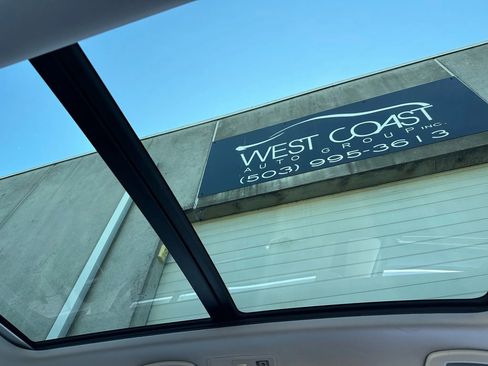 WEST COAST
AUTO GROUP INC.
(503) 995-3613